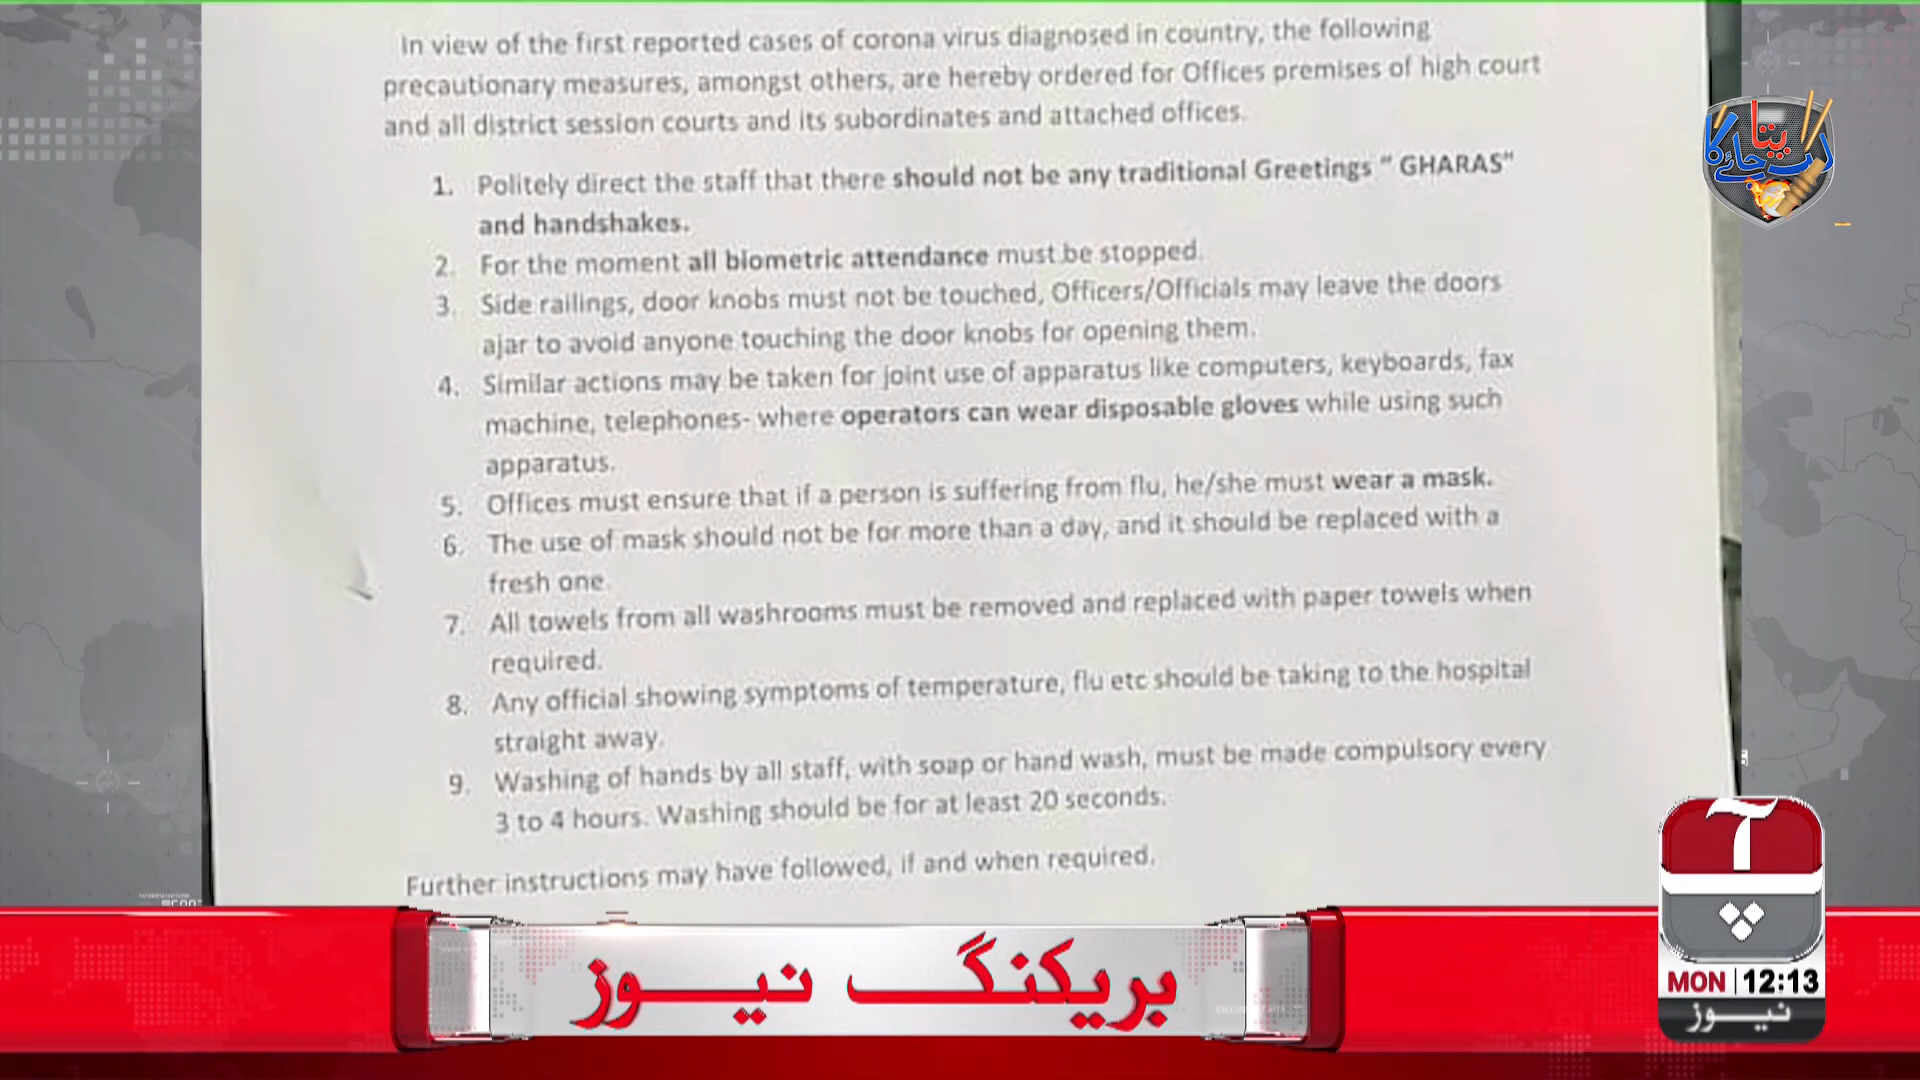 In view of the first reported cases of corona virus diagnosed in country, the following
precautionary measures, amongst others, are hereby ordered for Offices premises of high court
and all district session courts and its subordinates and attached offices.
1. Politely direct the staff that there should not be any traditional Greetings “ GHARAS"
and handshakes.
2. For the moment all biometric attendance must be stopped.
3. Side railings, door knobs must not be touched, Officers/Officials may leave the doors
ajar to avoid anyone touching the door knobs for opening them.
4. Similar actions may be taken for joint use of apparatus like computers, keyboards, fax
machine, telephones- where operators can wear disposable gloves while using such
apparatus.
5. Offices must ensure that if a person is suffering from flu, he/she must wear a mask.
6. The use of mask should not be for more than a day, and it should be replaced with a
fresh one.
7. All towels from all washrooms must be removed and replaced with paper towels when
required.
8. Any official showing symptoms of temperature, flu etc should be taking to the hospital
straight away.
9. Washing of hands by all staff, with soap or hand wash, must be made compulsory every
3 to 4 hours. Washing should be for at least 20 seconds.
Further instructions may have followed, if and when required.
بریکنگ نیوز
آپ
MON 12:13
نیوز